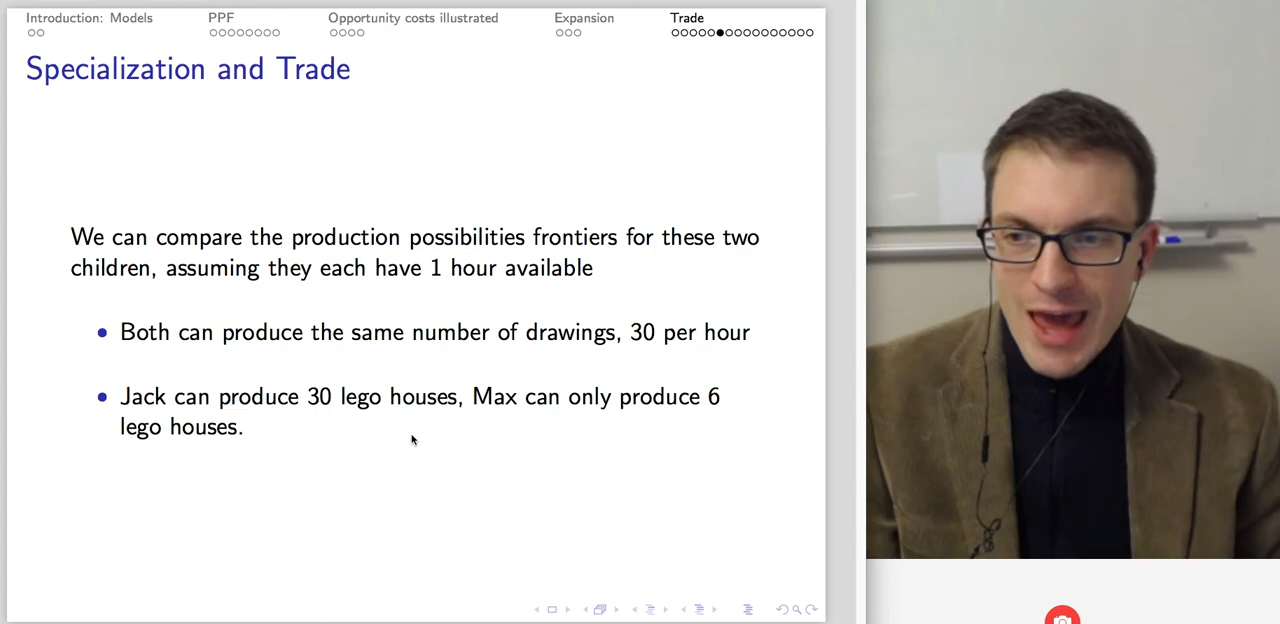 Introduction: Models PPF Opportunity costs illustrated Expansion Trade
Specialization and Trade
We can compare the production possibilities frontiers for these two
children, assuming they each have 1 hour available
Both can produce the same number of drawings, 30 per hour
Jack can produce 30 lego houses, Max can only produce 6
lego houses.